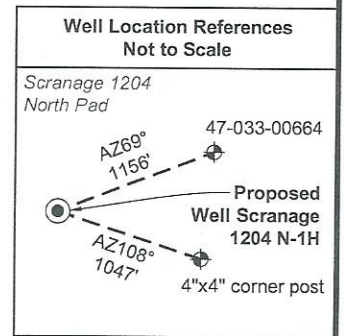 Well Location References
Not to Scale
Scranage 1204
North Pad
47-033-00664
AZ69°
1156'
Proposed
Well Scranage
1204 N-1H
AZ108°
1047'
4"x4" corner post